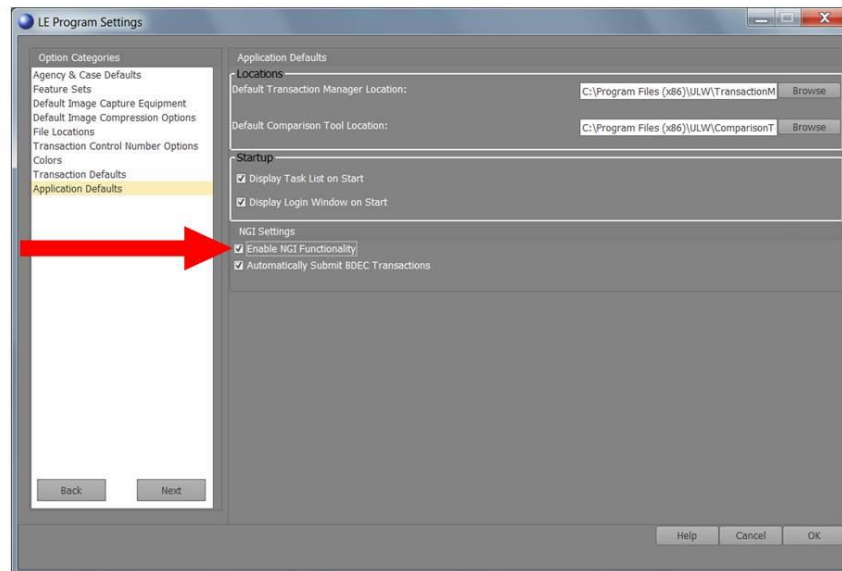 LE Program Settings
Option Categories
Agency & Case Defaults
Feature Sets
Default Image Capture Equipment
Default Image Compression Options
File Locations
Transaction Control Number Options
Colors
Transaction Defaults
Application Defaults
Back Next
Application Defaults
Locations
Default Transaction Manager Location: C:\Program Files (x86)\ULW\TransactionM Browse
Default Comparison Tool Location: C:\Program Files (x86)\ULW\ComparisonT Browse
Startup
Display Task List on Start
Display Login Window on Start
NGI Settings
Enable NGI Functionality
Automatically Submit BDEC Transactions
Help Cancel OK